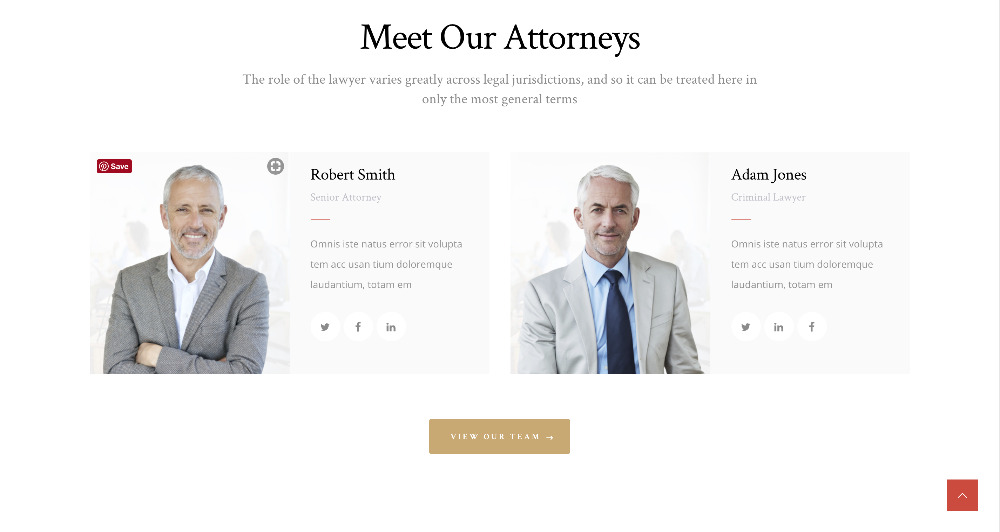 Meet Our Attorneys
The role of the lawyer varies greatly across legal jurisdictions, and so it can be treated here in
only the most general terms
Save
Robert Smith
Senior Attorney
Omnis iste natus error sit volupta
tem acc usan tium doloremque
laudantium, totam em
Adam Jones
Criminal Lawyer
Omnis iste natus error sit volupta
tem acc usan tium doloremque
laudantium, totam em
VIEW OUR TEAM →